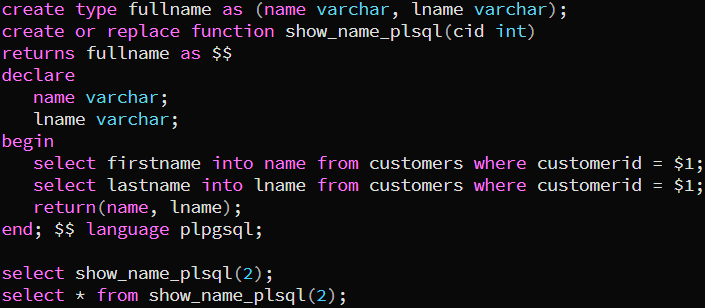 create type fullname as (name varchar, lname varchar);
create or replace function show_name_plsql(cid int)
returns fullname as $$
declare
   name varchar;
   lname varchar;
begin
   select firstname into name from customers where customerid = $1;
   select lastname into lname from customers where customerid = $1;
   return(name, lname);
end; $$ language plpgsql;

select show_name_plsql(2);
select * from show_name_plsql(2);